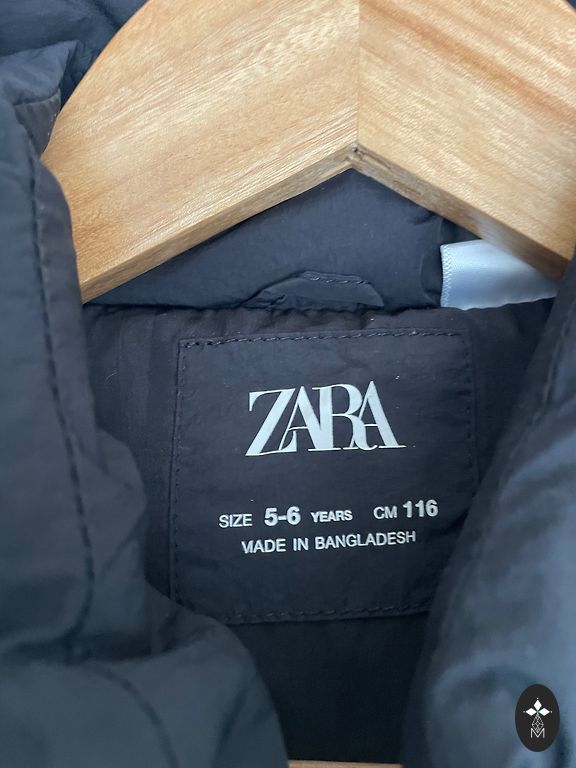 ZARA
SIZE 5-6 YEARS CM 116
MADE IN BANGLADESH
M